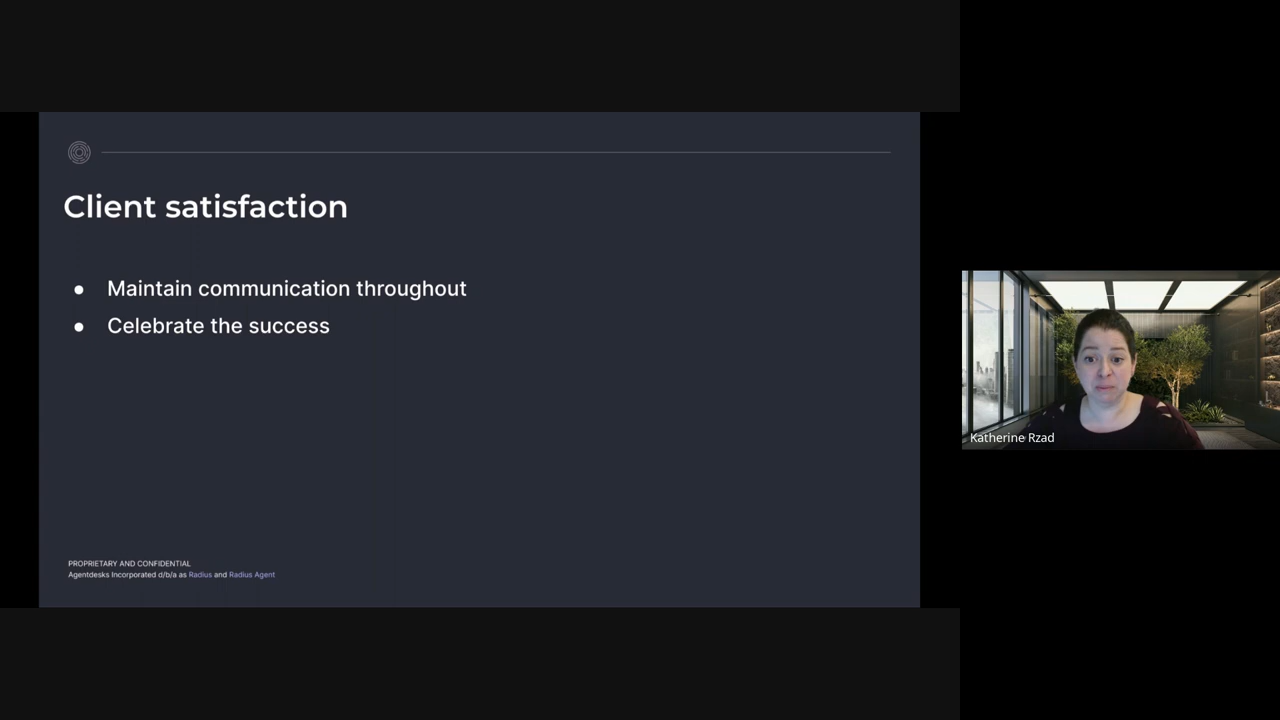 Client satisfaction
● Maintain communication throughout
● Celebrate the success
PROPRIETARY AND CONFIDENTIAL
Agentdesks Incorporated d/b/a as Radius and Radius Agent
Katherine Rzad